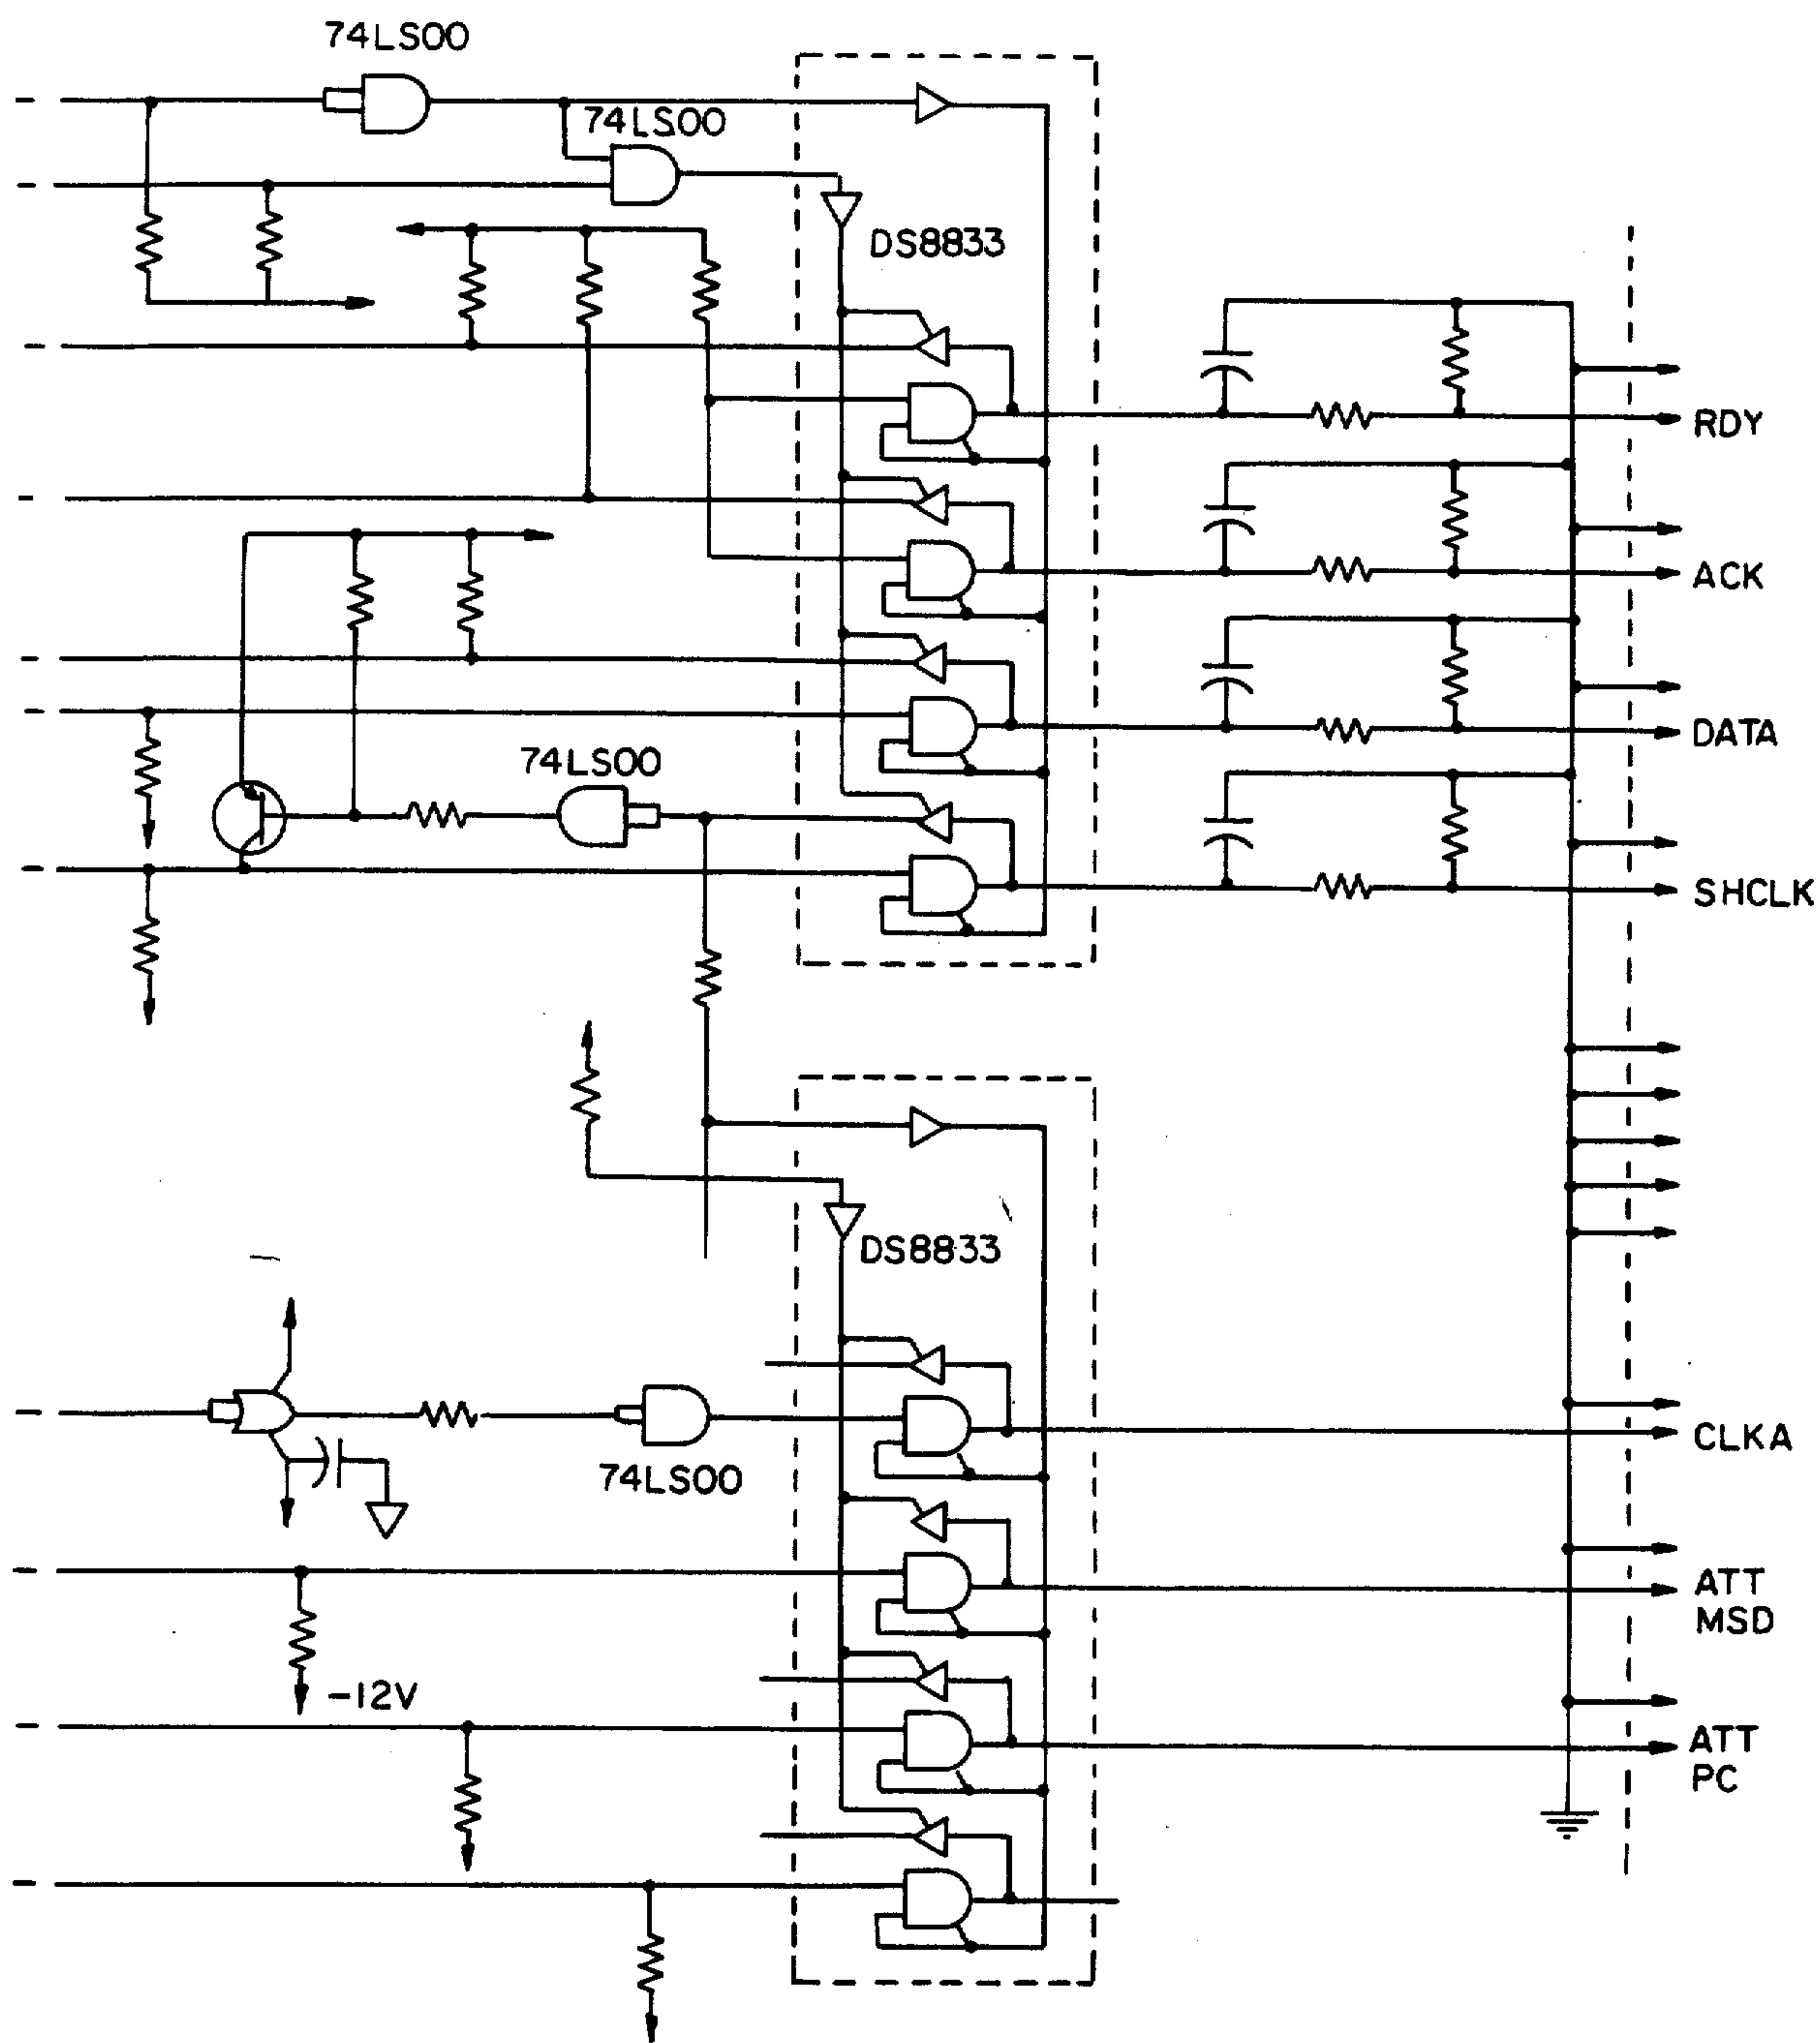 74LS00
74LS00
DS8833
RDY
ACK
DATA
74LS00
SHCLK
DS8833
CLKA
74LS00
ATT
MSD
-12V
ATT
PC